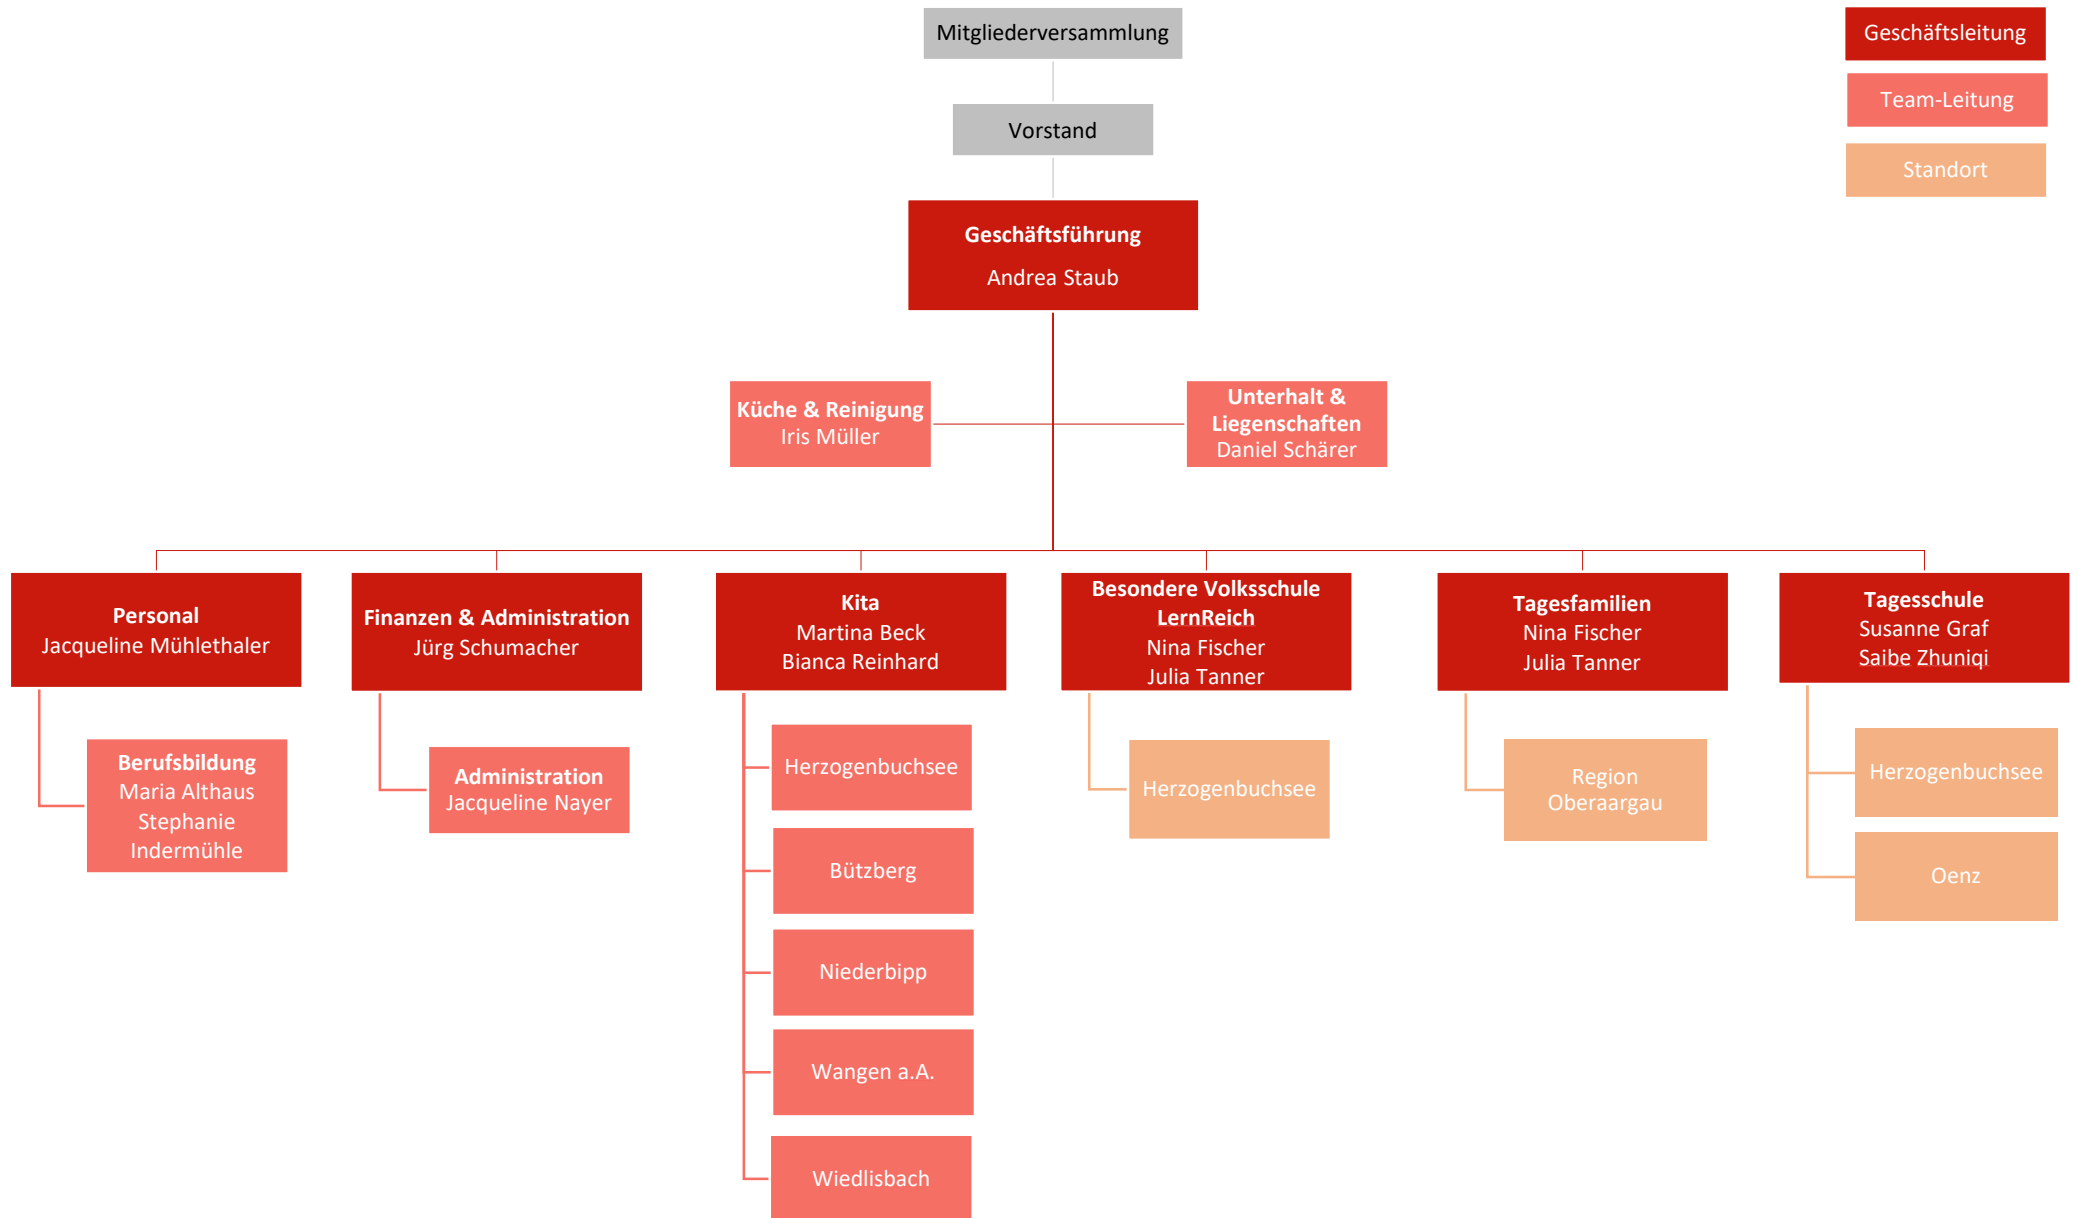 Mitgliederversammlung
Vorstand
Geschäftsführung
Andrea Staub
Geschäftsleitung
Team-Leitung
Standort
Küche & Reinigung
Iris Müller
Unterhalt &
Liegenschaften
Daniel Schärer
Personal
Jacqueline Mühlethaler
Berufsbildung
Maria Althaus
Stephanie
Indermühle
Finanzen & Administration
Jürg Schumacher
Administration
Jacqueline Nayer
Kita
Martina Beck
Bianca Reinhard
Herzogenbuchsee
Bützberg
Niederbipp
Wangen a.A.
Wiedlisbach
Besondere Volksschule
LernReich
Nina Fischer
Julia Tanner
Herzogenbuchsee
Tagesfamilien
Nina Fischer
Julia Tanner
Region
Oberaargau
Tagesschule
Susanne Graf
Saibe Zhuniqi
Herzogenbuchsee
Oenz